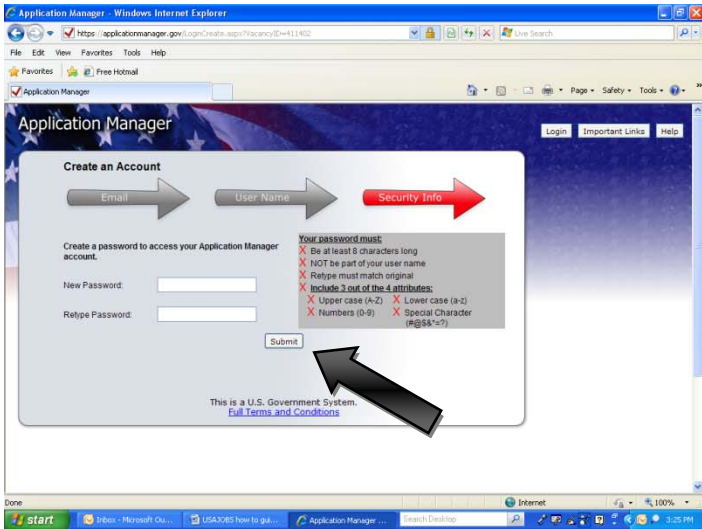 Application Manager - Windows Internet Explorer
https://applicationmanager.gov/LoginCreate.aspx?VacancyID=411402
Live Search
File Edit View Favorites Tools Help
Favorites Free Hotmail
Application Manager
Page Safety Tools
Application Manager
Login Important Links Help
Create an Account
Email User Name Security Info
Create a password to access your Application Manager
account.
New Password:
Retype Password:
Your password must:
X Be at least 8 characters long
X NOT be part of your user name
X Retype must match original
X Include 3 out of the 4 attributes:
X Upper case (A-Z) X Lower case (a-z)
X Numbers (0-9) X Special Character
(#@$&*=?)
Submit
This is a U.S. Government System.
Full Terms and Conditions
Done Internet 100%
start Inbox - Microsoft Ou... USAJOBS how to gu... Application Manager ... Search Desktop 3:25 PM